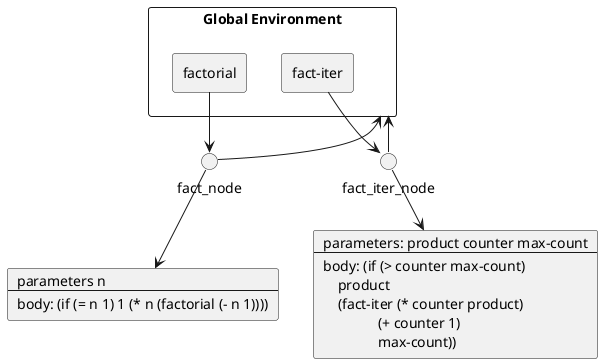 Global Environment
factorial
fact-iter
fact_node
fact_iter_node
parameters n
body: (if (= n 1) 1 (* n (factorial (- n 1))))
parameters: product counter max-count
body: (if (> counter max-count)
product
(fact-iter (* counter product)
(+ counter 1)
max-count))